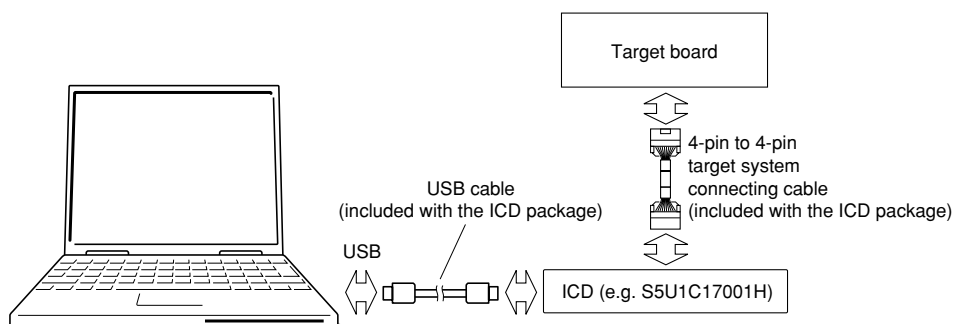 Target board
4-pin to 4-pin
target system
connecting cable
(included with the ICD package)
USB cable
(included with the ICD package)
USB
ICD (e.g. S5U1C17001H)